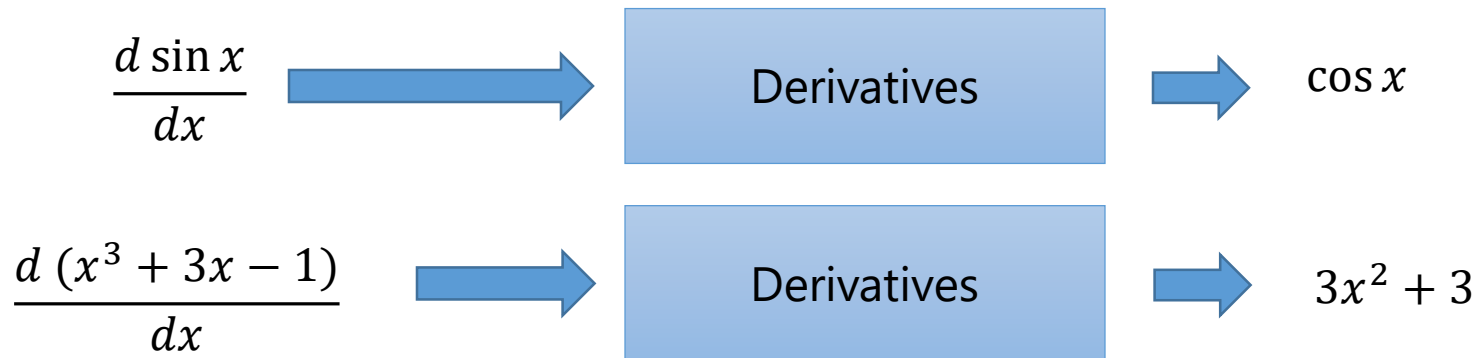 d sin x / dx Derivatives cos x
d (x³ + 3x − 1) / dx Derivatives 3x² + 3